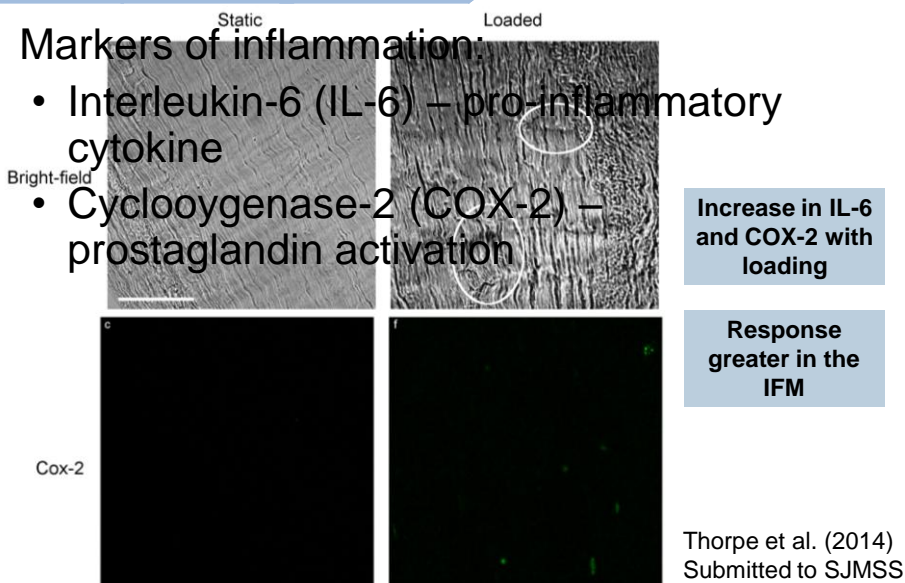 Static
Loaded
Markers of inflammation:
• Interleukin-6 (IL-6) – pro-inflammatory
cytokine
Bright-field
• Cyclooygenase-2 (COX-2) –
prostaglandin activation
Increase in IL-6
and COX-2 with
loading
c
f
Response
greater in the
IFM
Cox-2
Thorpe et al. (2014)
Submitted to SJMSS